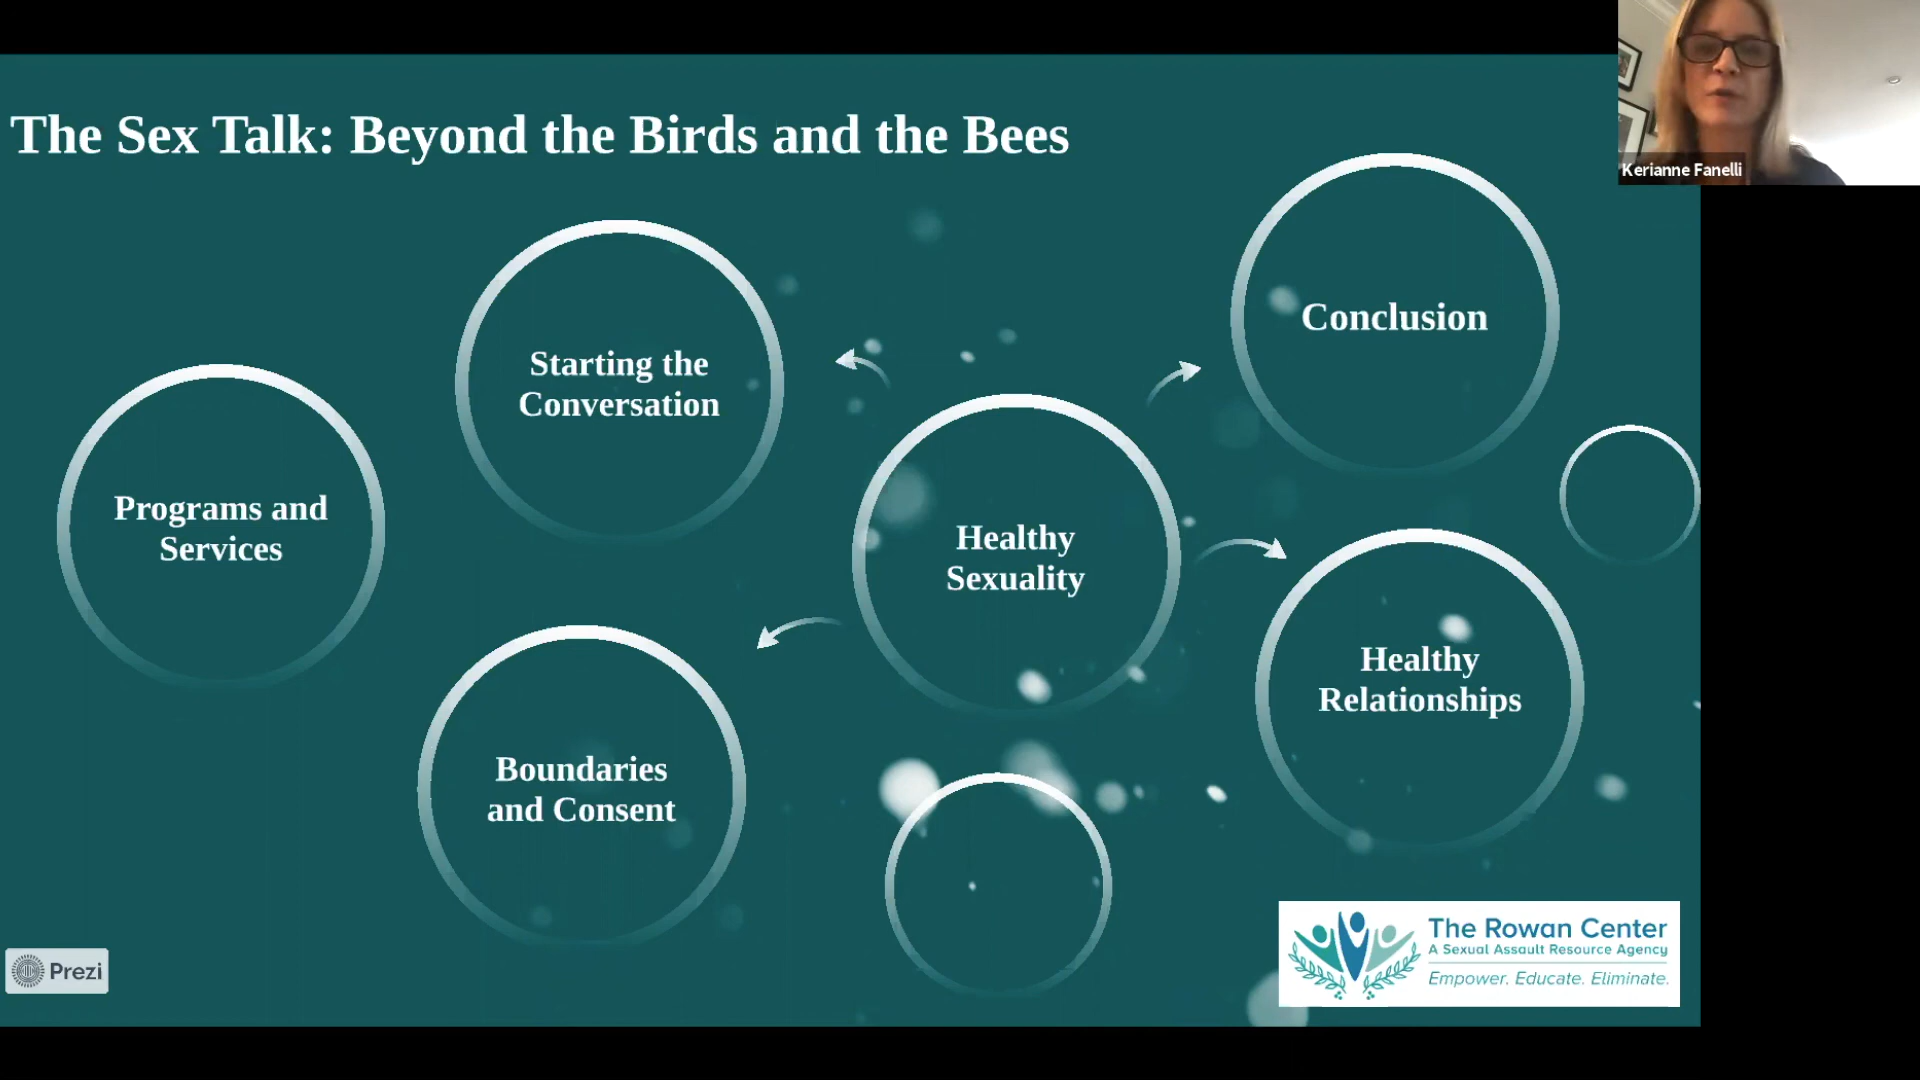 The Sex Talk: Beyond the Birds and the Bees
Kerianne Fanelli
Conclusion
Starting the
Conversation
Programs and
Services
Healthy
Sexuality
Healthy
Relationships
Boundaries
and Consent
The Rowan Center
A Sexual Assault Resource Agency
Empower. Educate. Eliminate.
Prezi